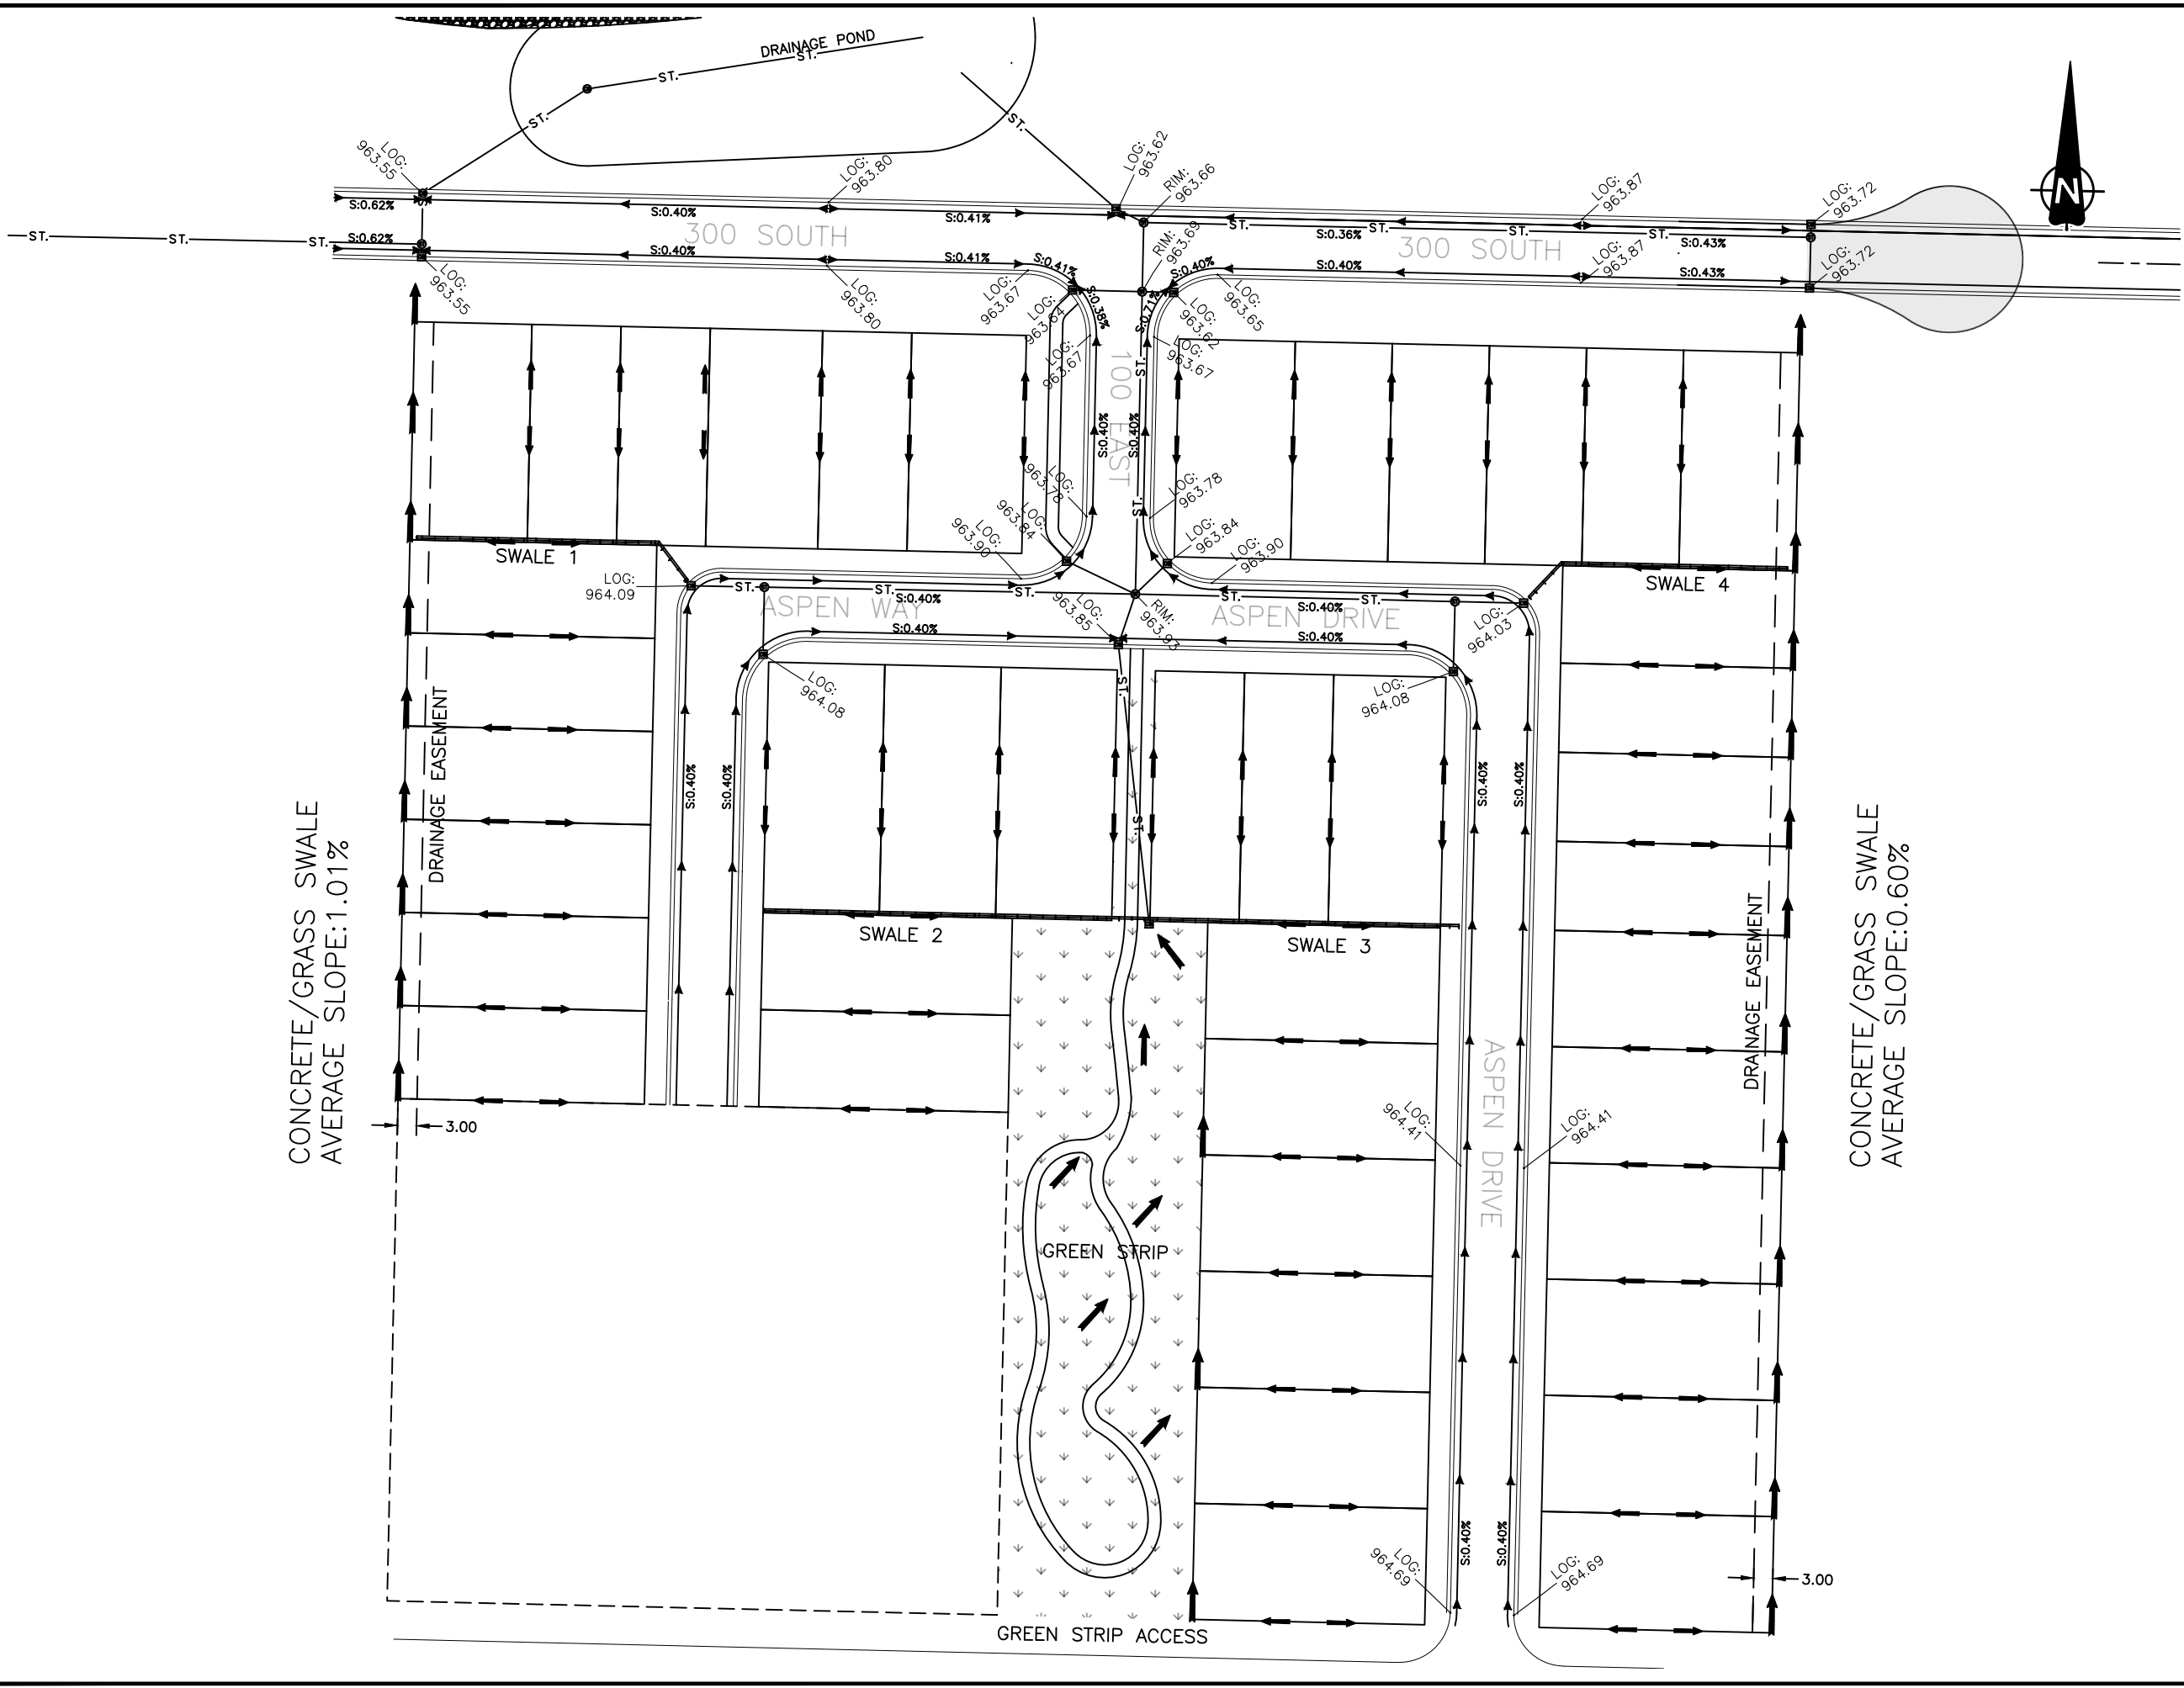 DRAINAGE POND
ST.
ST.
ST.
ST.
LOG:
963.55
LOG:
963.80
LOG:
963.62
RIM:
963.66
LOG:
963.87
LOG:
963.72
N
S:0.62%
ST.
S:0.40%
S:0.41%
ST.
ST.
ST.
ST.
S:0.36%
S:0.43%
300 SOUTH
300 SOUTH
ST.
ST.
ST.
S:0.62%
S:0.40%
S:0.41%
S:0.41%
RIM:
963.69
S:0.40%
S:0.40%
LOG:
963.87
S:0.43%
LOG:
963.72
LOG:
963.55
LOG:
963.80
LOG:
963.67
LOG:
963.64
S:0.38%
S:0.71%
LOG:
963.62
LOG:
963.65
LOG:
963.67
LOG:
963.67
100 EAST
ST.
ST.
S:0.40%
S:0.40%
LOG:
963.78
LOG:
963.78
LOG:
963.84
LOG:
963.84
LOG:
963.90
LOG:
963.90
SWALE 1
SWALE 4
LOG:
964.09
ST.
ST.
ST.
S:0.40%
ASPEN WAY
ST.
ST.
S:0.40%
ASPEN DRIVE
LOG:
963.85
RIM:
963.93
LOG:
964.03
S:0.40%
S:0.40%
LOG:
964.08
LOG:
964.08
ST.
ST.
S:0.40%
S:0.40%
S:0.40%
S:0.40%
DRAINAGE EASEMENT
CONCRETE/GRASS SWALE
AVERAGE SLOPE:1.01%
SWALE 2
SWALE 3
DRAINAGE EASEMENT
CONCRETE/GRASS SWALE
AVERAGE SLOPE:0.60%
3.00
LOG:
964.41
ASPEN DRIVE
LOG:
964.41
GREEN STRIP
S:0.40%
S:0.40%
LOG:
964.69
LOG:
964.69
3.00
GREEN STRIP ACCESS